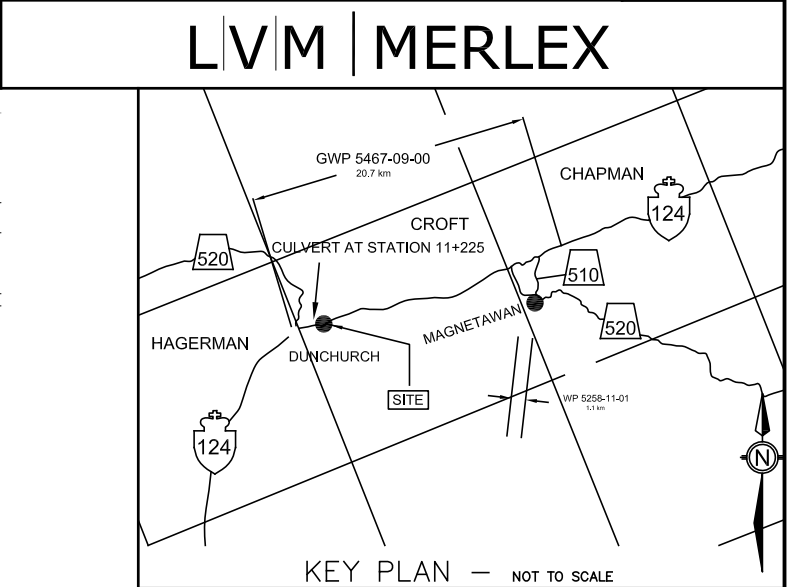 LVM | MERLEX
GWP 5467-09-00
20.7 km
CHAPMAN
124
CROFT
CULVERT AT STATION 11+225
520
510
MAGNETAWAN
520
HAGERMAN
DUNCHURCH
SITE
WP 5258-11-01
1.1 km
124
N
KEY PLAN — NOT TO SCALE